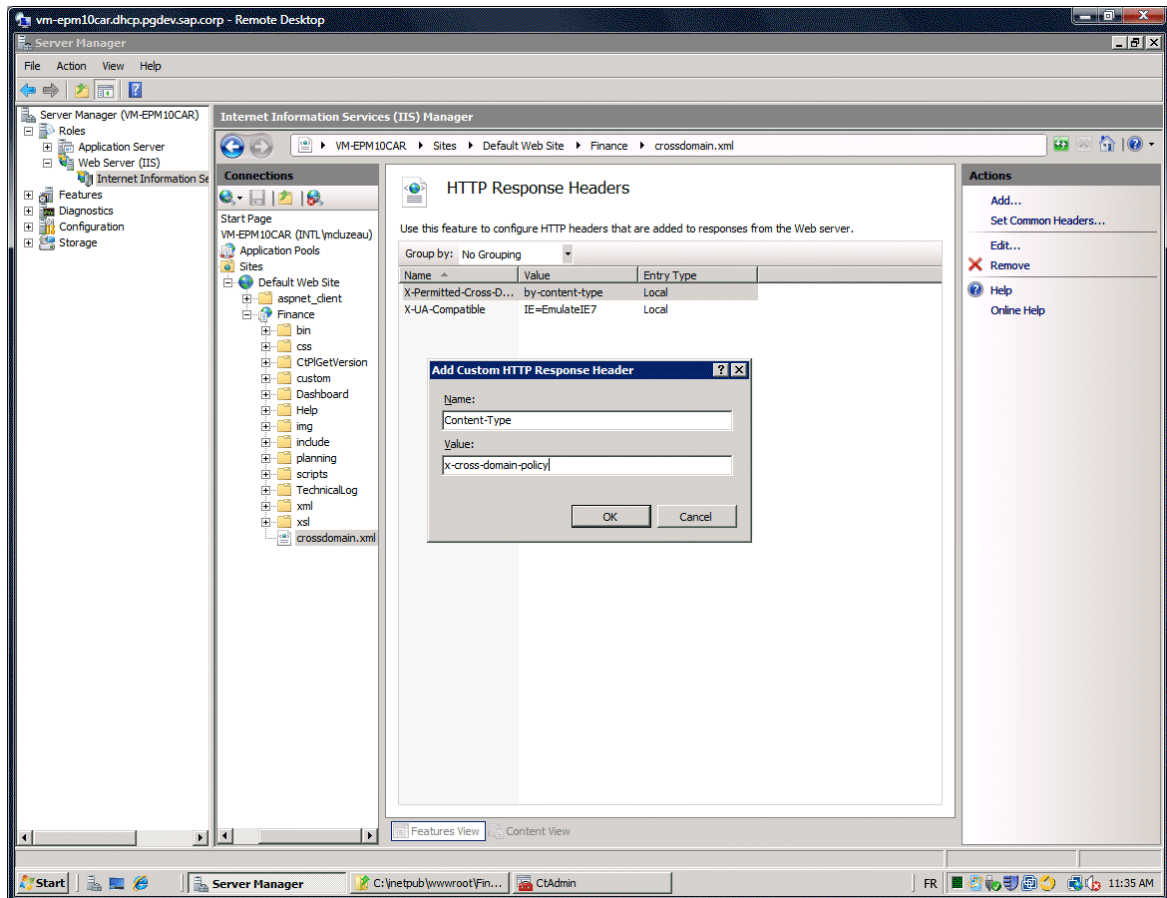 vm-epm10car.dhcp.pgdev.sap.corp - Remote Desktop
Server Manager
File Action View Help
Server Manager (VM-EPM10CAR)
Roles
Application Server
Web Server (IIS)
Internet Information Se
Features
Diagnostics
Configuration
Storage
Internet Information Services (IIS) Manager
VM-EPM10CAR Sites Default Web Site Finance crossdomain.xml
Connections
Start Page
VM-EPM10CAR (INTL\mcluzeau)
Application Pools
Sites
Default Web Site
aspnet_client
Finance
bin
css
CtPlGetVersion
custom
Dashboard
Help
img
include
planning
scripts
TechnicalLog
xml
xsl
crossdomain.xml
HTTP Response Headers
Use this feature to configure HTTP headers that are added to responses from the Web server.
Group by: No Grouping
Name Value Entry Type
X-Permitted-Cross-D... by-content-type Local
X-UA-Compatible IE=EmulateIE7 Local
Add Custom HTTP Response Header
Name:
Content-Type
Value:
x-cross-domain-policy
OK Cancel
Features View Content View
Actions
Add...
Set Common Headers...
Edit...
Remove
Help
Online Help
Start Server Manager C:\inetpub\wwwroot\Fin... CtAdmin FR 11:35 AM